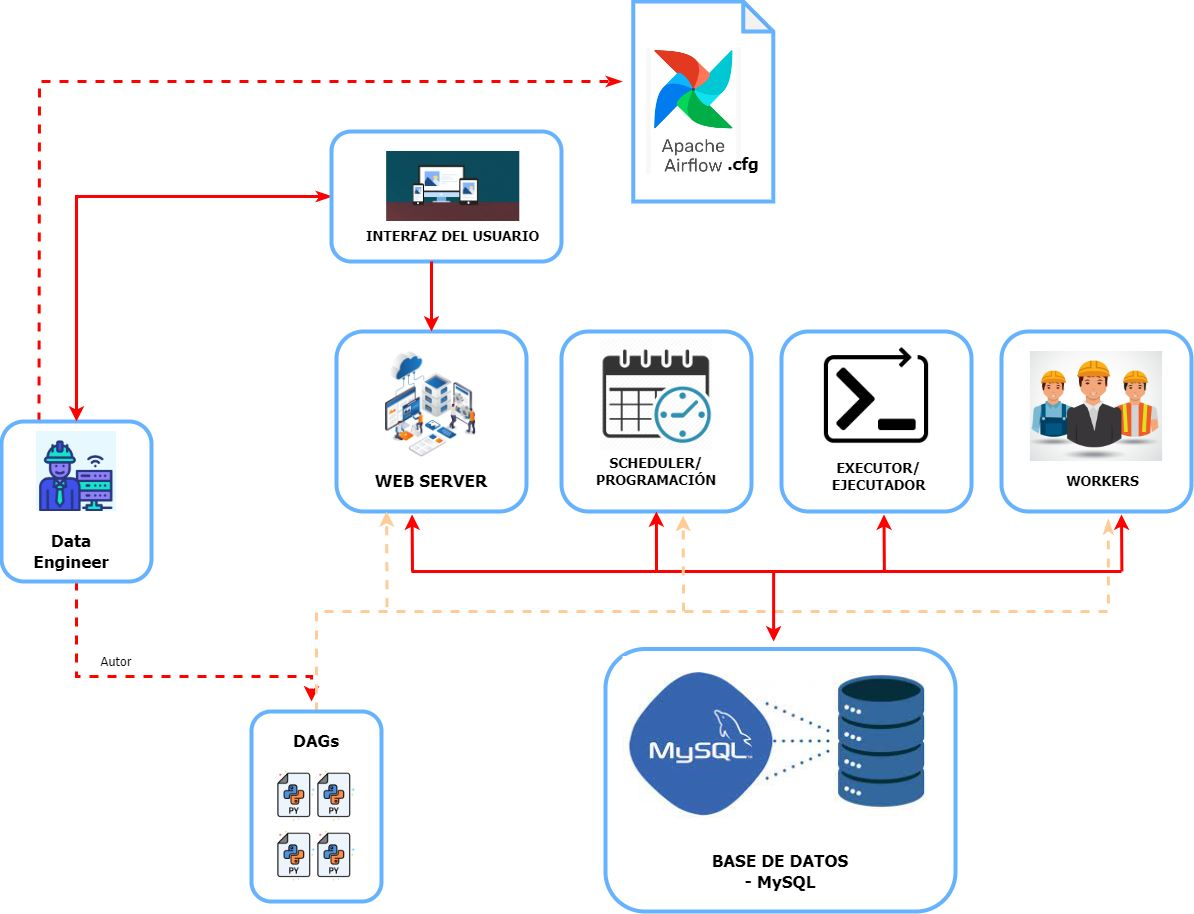 Apache
Airflow .cfg
INTERFAZ DEL USUARIO
WEB SERVER
SCHEDULER/
PROGRAMACIÓN
EXECUTOR/
EJECUTADOR
WORKERS
Data
Engineer
Autor
DAGs
PY PY
PY PY
MySQL
BASE DE DATOS
- MySQL